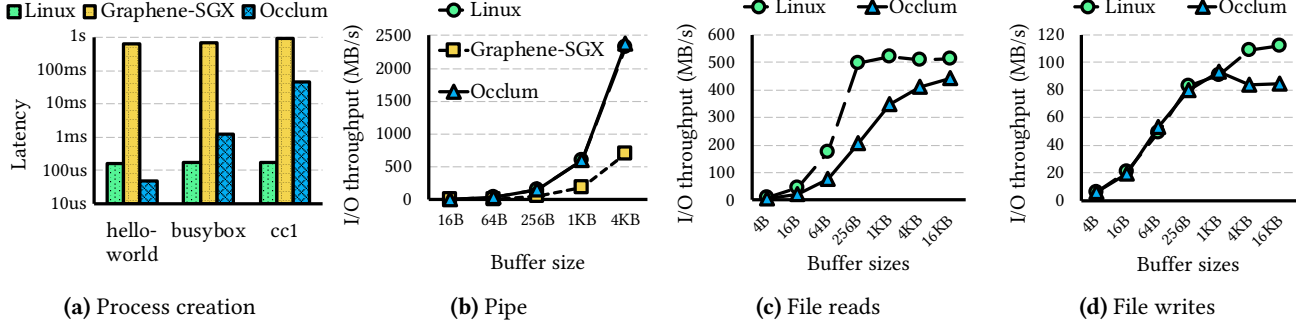 Linux Graphene-SGX Occlum
Latency
1s
100ms
10ms
1ms
100us
10us
hello-
world
busybox
cc1
(a) Process creation
Linux
Graphene-SGX
Occlum
I/O throughput (MB/s)
2500
2000
1500
1000
500
0
16B 64B 256B 1KB 4KB
Buffer size
(b) Pipe
Linux Occlum
I/O throughput (MB/s)
600
500
400
300
200
100
0
4B 16B 64B 256B 1KB 4KB 16KB
Buffer sizes
(c) File reads
Linux Occlum
I/O throughput (MB/s)
120
100
80
60
40
20
0
4B 16B 64B 256B 1KB 4KB 16KB
Buffer sizes
(d) File writes